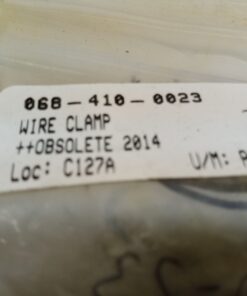 068-410-0023
WIRE CLAMP
++OBSOLETE 2014
Loc: C127A U/M: